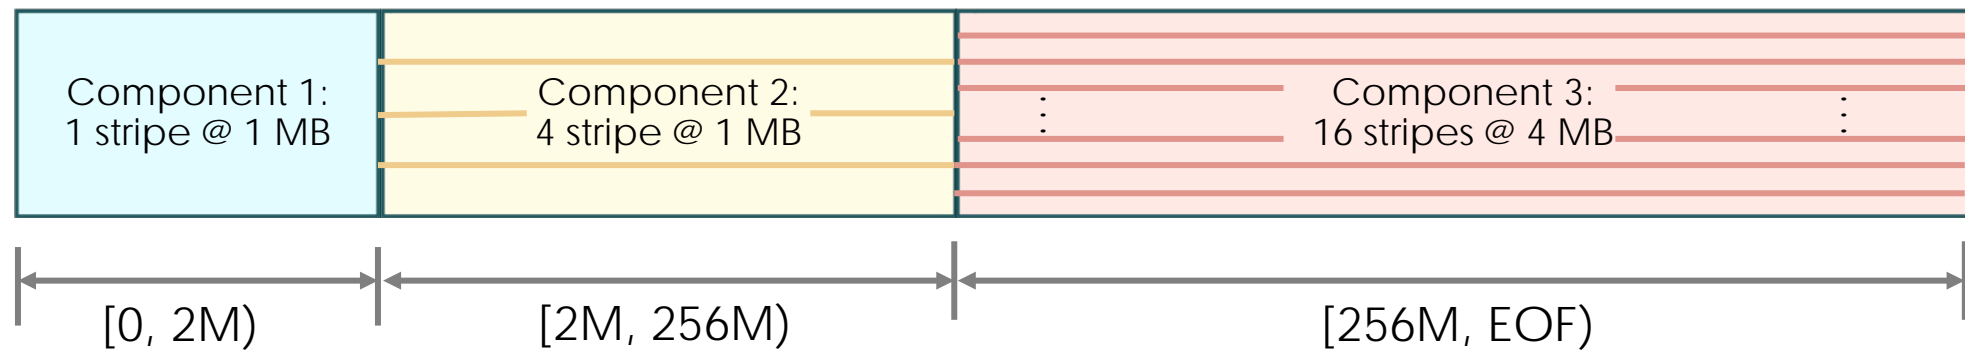 Component 1:
1 stripe @ 1 MB
Component 2:
4 stripe @ 1 MB
Component 3:
16 stripes @ 4 MB
[0, 2M)
[2M, 256M)
[256M, EOF)